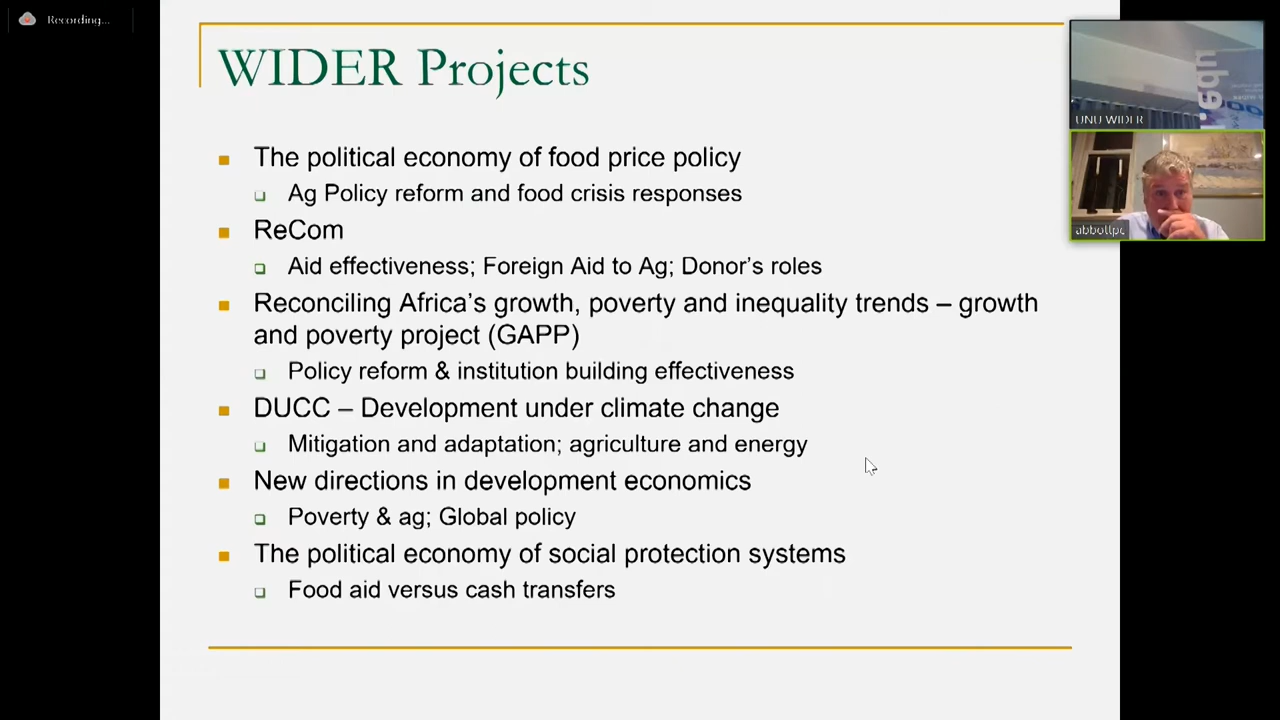 Recording...
WIDER Projects
The political economy of food price policy
Ag Policy reform and food crisis responses
ReCom
Aid effectiveness; Foreign Aid to Ag; Donor's roles
Reconciling Africa's growth, poverty and inequality trends – growth
and poverty project (GAPP)
Policy reform & institution building effectiveness
DUCC – Development under climate change
Mitigation and adaptation; agriculture and energy
New directions in development economics
Poverty & ag; Global policy
The political economy of social protection systems
Food aid versus cash transfers
UNU WIDER
abbottpc